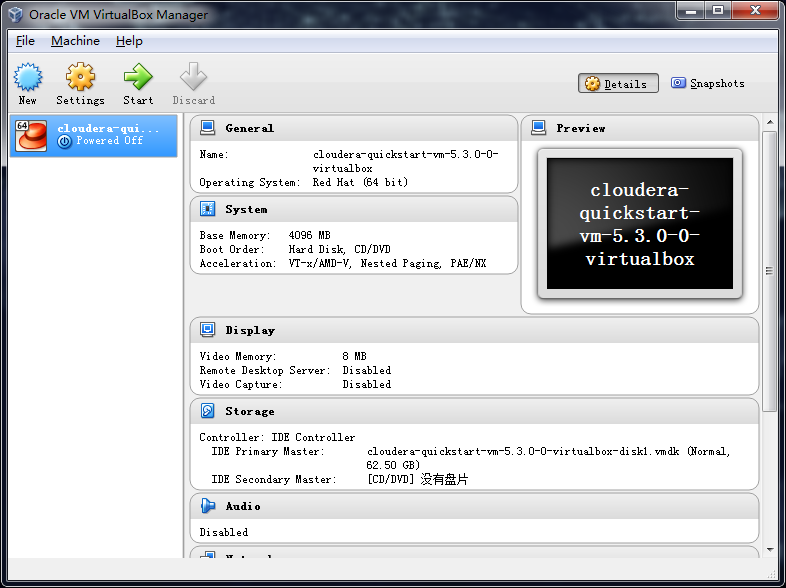 Oracle VM VirtualBox Manager
File Machine Help
New Settings Start Discard
Details Snapshots
64
cloudera-qui...
Powered Off
General
Name: cloudera-quickstart-vm-5.3.0-0-
virtualbox
Operating System: Red Hat (64 bit)
System
Base Memory: 4096 MB
Boot Order: Hard Disk, CD/DVD
Acceleration: VT-x/AMD-V, Nested Paging, PAE/NX
Preview
cloudera-
quickstart-
vm-5.3.0-0-
virtualbox
Display
Video Memory: 8 MB
Remote Desktop Server: Disabled
Video Capture: Disabled
Storage
Controller: IDE Controller
IDE Primary Master: cloudera-quickstart-vm-5.3.0-0-virtualbox-disk1.vmdk (Normal,
62.50 GB)
IDE Secondary Master: [CD/DVD] 没有盘片
Audio
Disabled